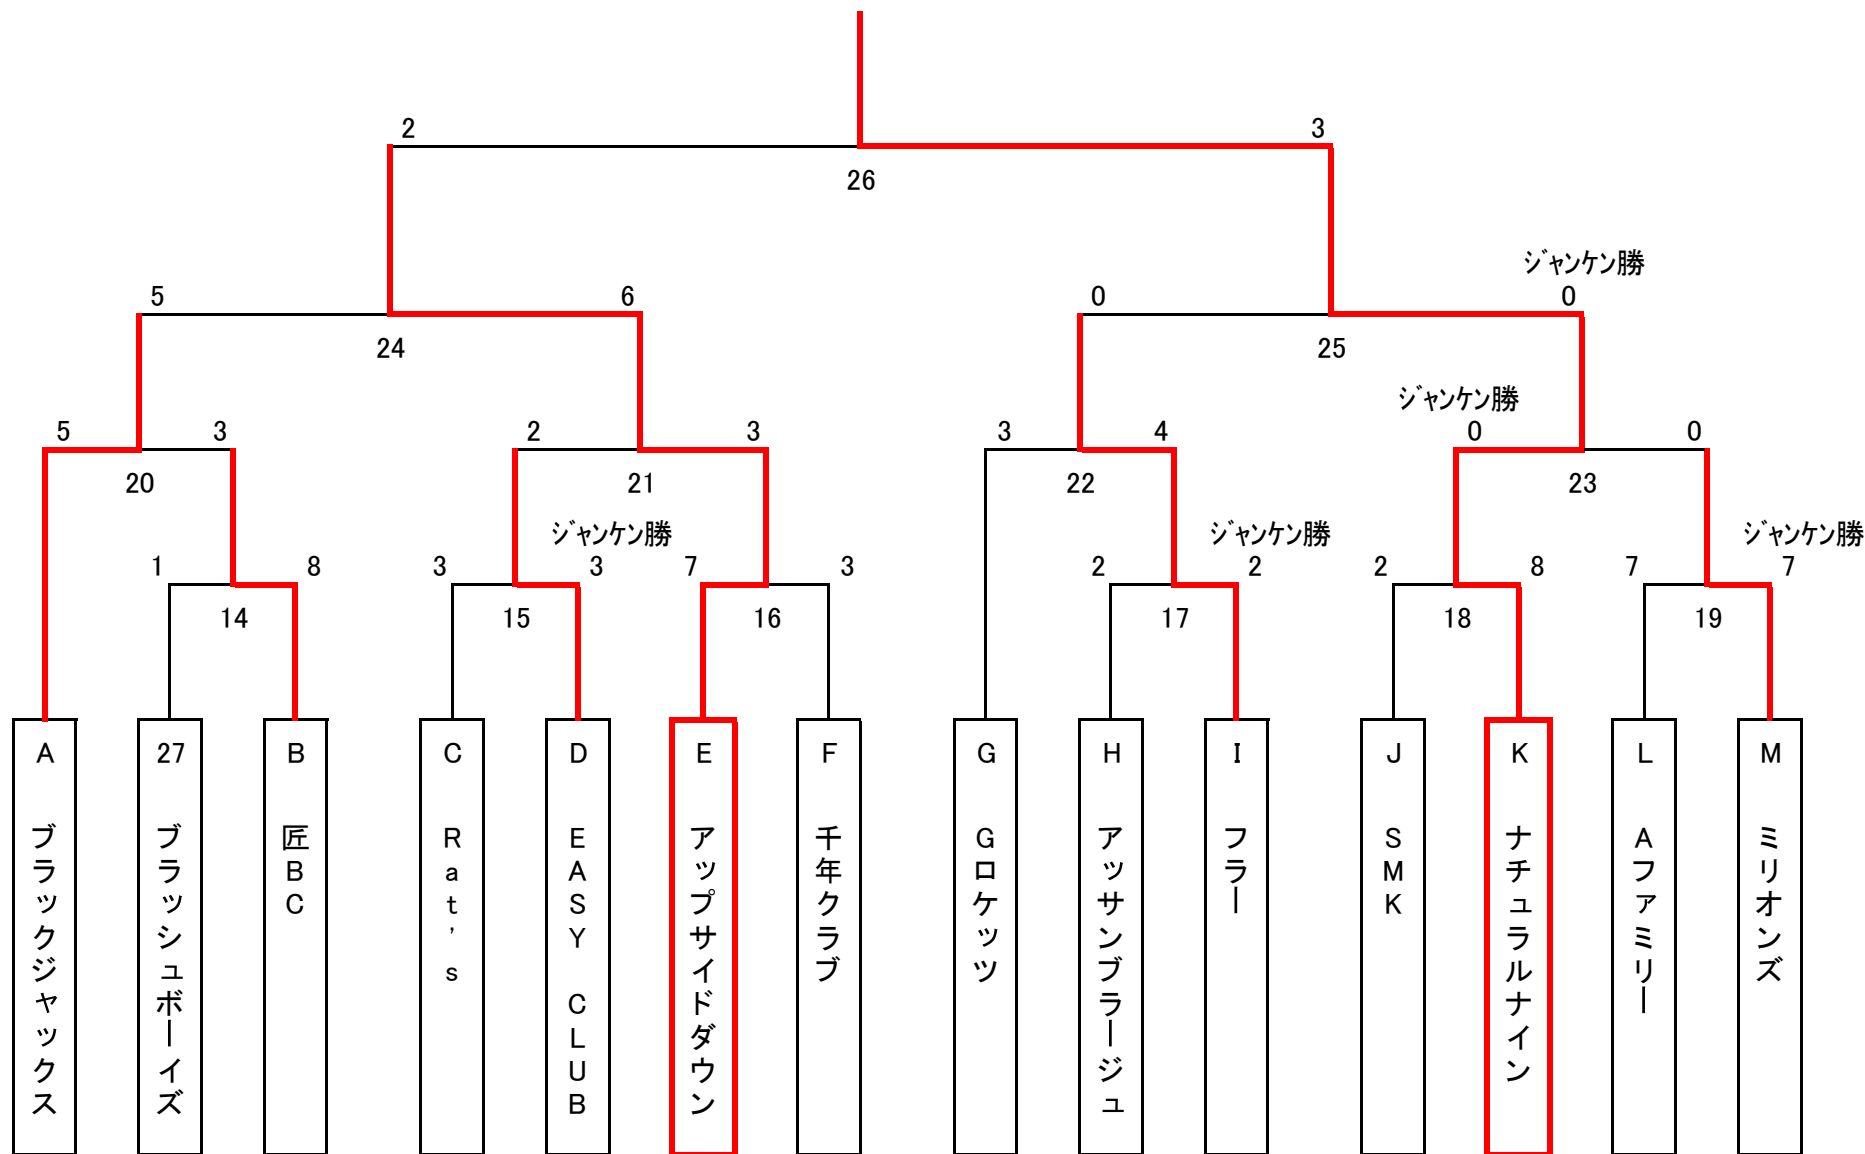 2 3
26
ｼﾞｬﾝｹﾝ勝
5 6 0 0
24 25
ｼﾞｬﾝｹﾝ勝
5 3 2 3 3 4 0 0
20 21 22 23
ｼﾞｬﾝｹﾝ勝 ｼﾞｬﾝｹﾝ勝 ｼﾞｬﾝｹﾝ勝
1 8 3 3 7 3 2 2 2 8 7 7
14 15 16 17 18 19
A ブラックジャックス
27 ブラッシュボーイズ
B 匠BC
C Rat's
D EASY CLUB
E アップサイドダウン
F 千年クラブ
G Gロケッツ
H アッサンブラージュ
I フラー
J SMK
K ナチュラルナイン
L Aファミリー
M ミリオンズ